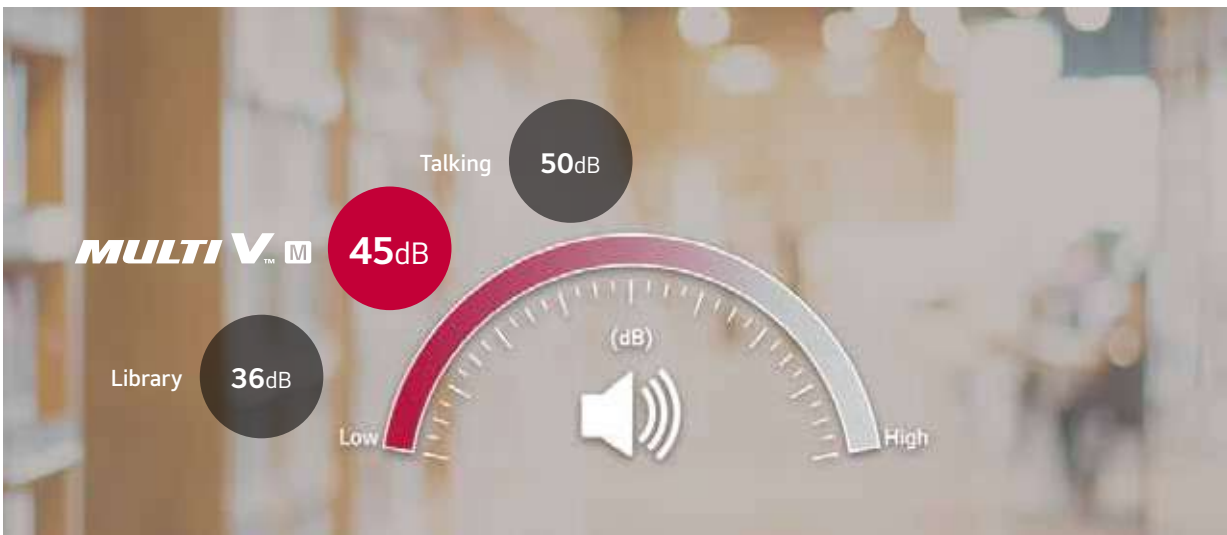 Talking 50dB
MULTI V™ M 45dB
(dB)
Library 36dB
Low
High